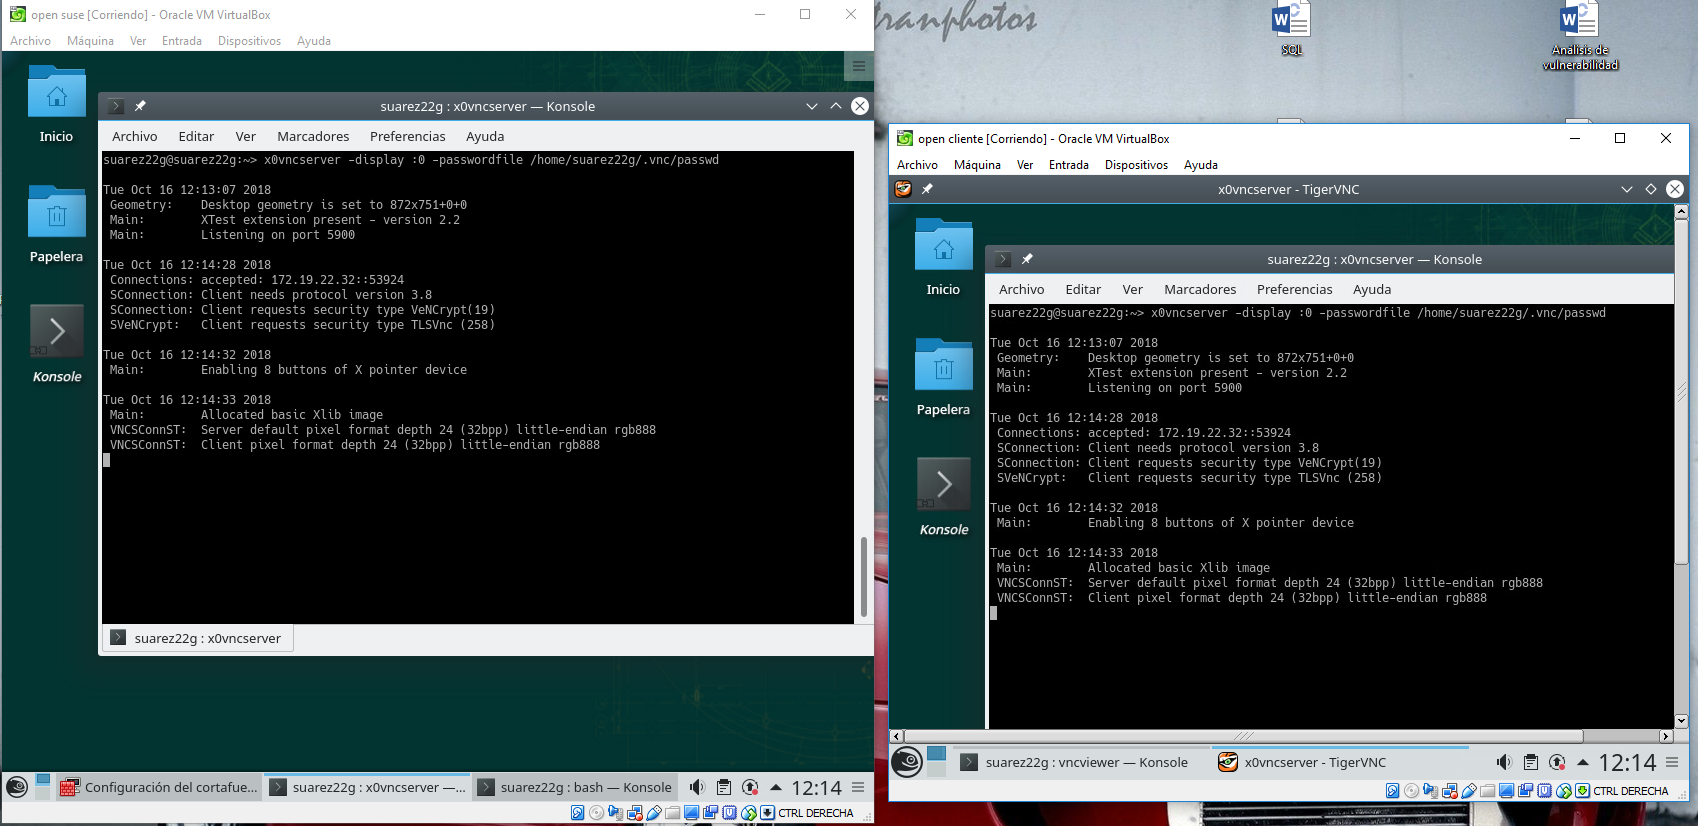 open suse [Corriendo] - Oracle VM VirtualBox
Archivo Máquina Ver Entrada Dispositivos Ayuda
Inicio
Papelera
Konsole
suarez22g : x0vncserver — Konsole
Archivo Editar Ver Marcadores Preferencias Ayuda
suarez22g@suarez22g:~> x0vncserver -display :0 -passwordfile /home/suarez22g/.vnc/passwd
Tue Oct 16 12:13:07 2018
Geometry: Desktop geometry is set to 872x751+0+0
Main: XTest extension present - version 2.2
Main: Listening on port 5900
Tue Oct 16 12:14:28 2018
Connections: accepted: 172.19.22.32::53924
SConnection: Client needs protocol version 3.8
SConnection: Client requests security type VeNCrypt(19)
SVeNCrypt: Client requests security type TLSVnc (258)
Tue Oct 16 12:14:32 2018
Main: Enabling 8 buttons of X pointer device
Tue Oct 16 12:14:33 2018
Main: Allocated basic Xlib image
VNCSConnST: Server default pixel format depth 24 (32bpp) little-endian rgb888
VNCSConnST: Client pixel format depth 24 (32bpp) little-endian rgb888
suarez22g : x0vncserver
Configuración del cortafue... suarez22g : x0vncserver —... suarez22g : bash — Konsole 12:14
CTRL DERECHA
tranphotos
SQL
Análisis de
vulnerabilidad
open cliente [Corriendo] - Oracle VM VirtualBox
Archivo Máquina Ver Entrada Dispositivos Ayuda
x0vncserver - TigerVNC
Inicio
Papelera
Konsole
suarez22g : x0vncserver — Konsole
Archivo Editar Ver Marcadores Preferencias Ayuda
suarez22g@suarez22g:~> x0vncserver -display :0 -passwordfile /home/suarez22g/.vnc/passwd
Tue Oct 16 12:13:07 2018
Geometry: Desktop geometry is set to 872x751+0+0
Main: XTest extension present - version 2.2
Main: Listening on port 5900
Tue Oct 16 12:14:28 2018
Connections: accepted: 172.19.22.32::53924
SConnection: Client needs protocol version 3.8
SConnection: Client requests security type VeNCrypt(19)
SVeNCrypt: Client requests security type TLSVnc (258)
Tue Oct 16 12:14:32 2018
Main: Enabling 8 buttons of X pointer device
Tue Oct 16 12:14:33 2018
Main: Allocated basic Xlib image
VNCSConnST: Server default pixel format depth 24 (32bpp) little-endian rgb888
VNCSConnST: Client pixel format depth 24 (32bpp) little-endian rgb888
suarez22g : vncviewer — Konsole x0vncserver - TigerVNC 12:14
CTRL DERECHA